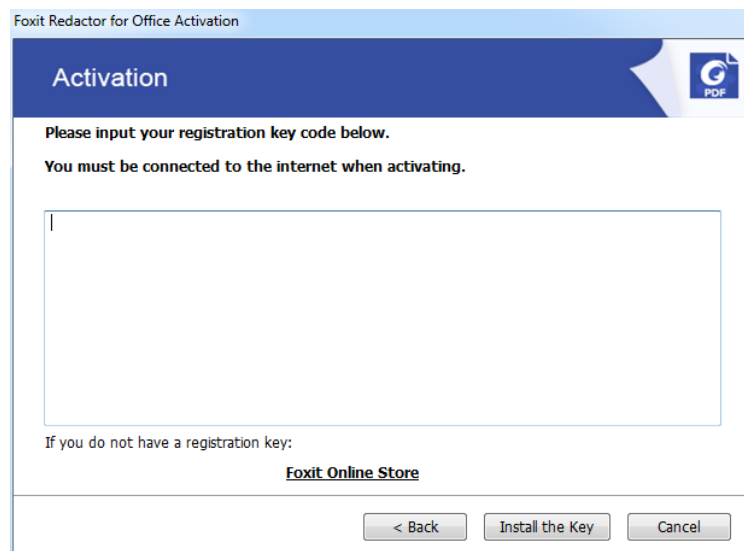 Foxit Redactor for Office Activation
Activation
PDF
Please input your registration key code below.
You must be connected to the internet when activating.
If you do not have a registration key:
Foxit Online Store
< Back Install the Key Cancel